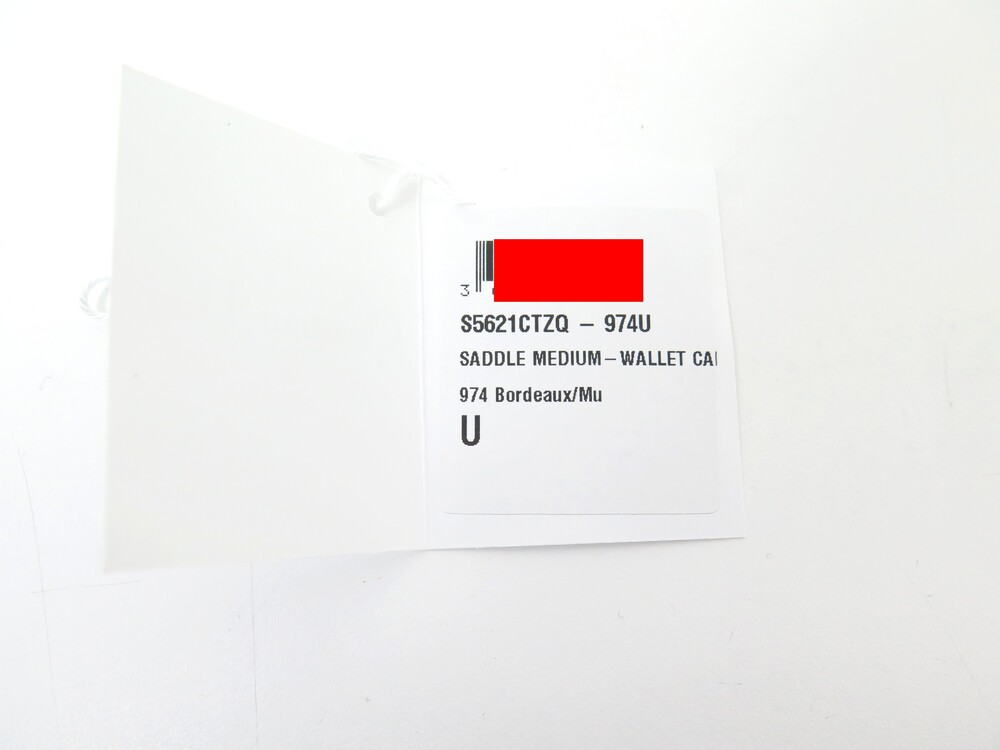 3
S5621CTZQ – 974U
SADDLE MEDIUM–WALLET CA
974 Bordeaux/Mu
U